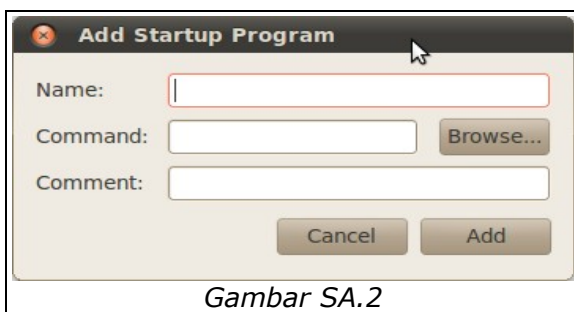 Add Startup Program
Name:
Command:
Browse...
Comment:
Cancel
Add
Gambar SA.2